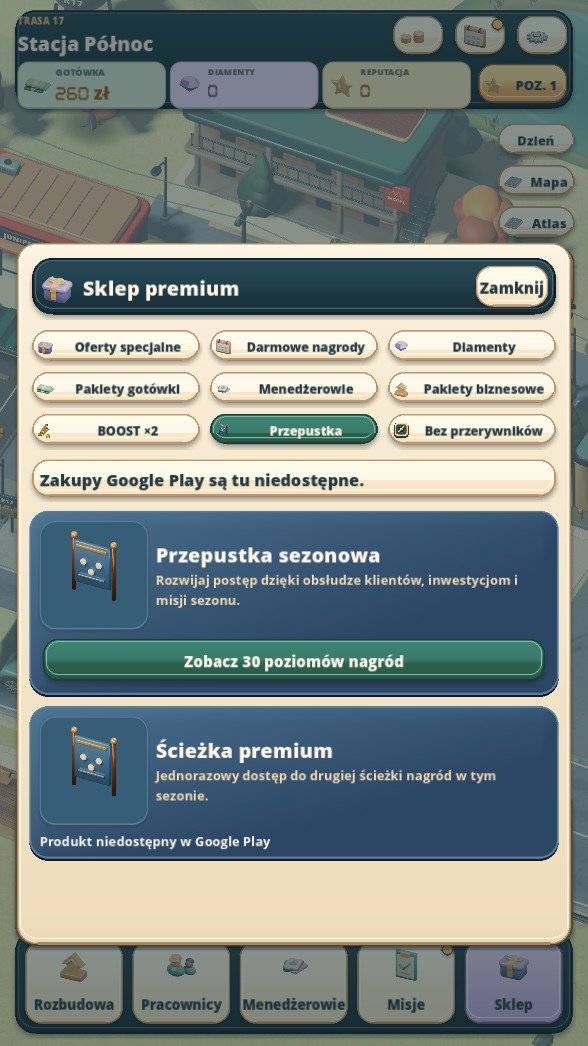 TRASA 17
Stacja Północ
GOTÓWKA
260 zł
DIAMENTY
0
REPUTACJA
0
POZ. 1
Dzień
Mapa
Atlas
Sklep premium
Zamknij
Oferty specjalne
Darmowe nagrody
Diamenty
Pakiety gotówki
Menedżerowie
Pakiety biznesowe
BOOST ×2
Przepustka
Bez przerywników
Zakupy Google Play są tu niedostępne.
Przepustka sezonowa
Rozwijaj postęp dzięki obsłudze klientów, inwestycjom i
misji sezonu.
Zobacz 30 poziomów nagród
Ścieżka premium
Jednorazowy dostęp do drugiej ścieżki nagród w tym
sezonie.
Produkt niedostępny w Google Play
Rozbudowa
Pracownicy
Menedżerowie
Misje
Sklep